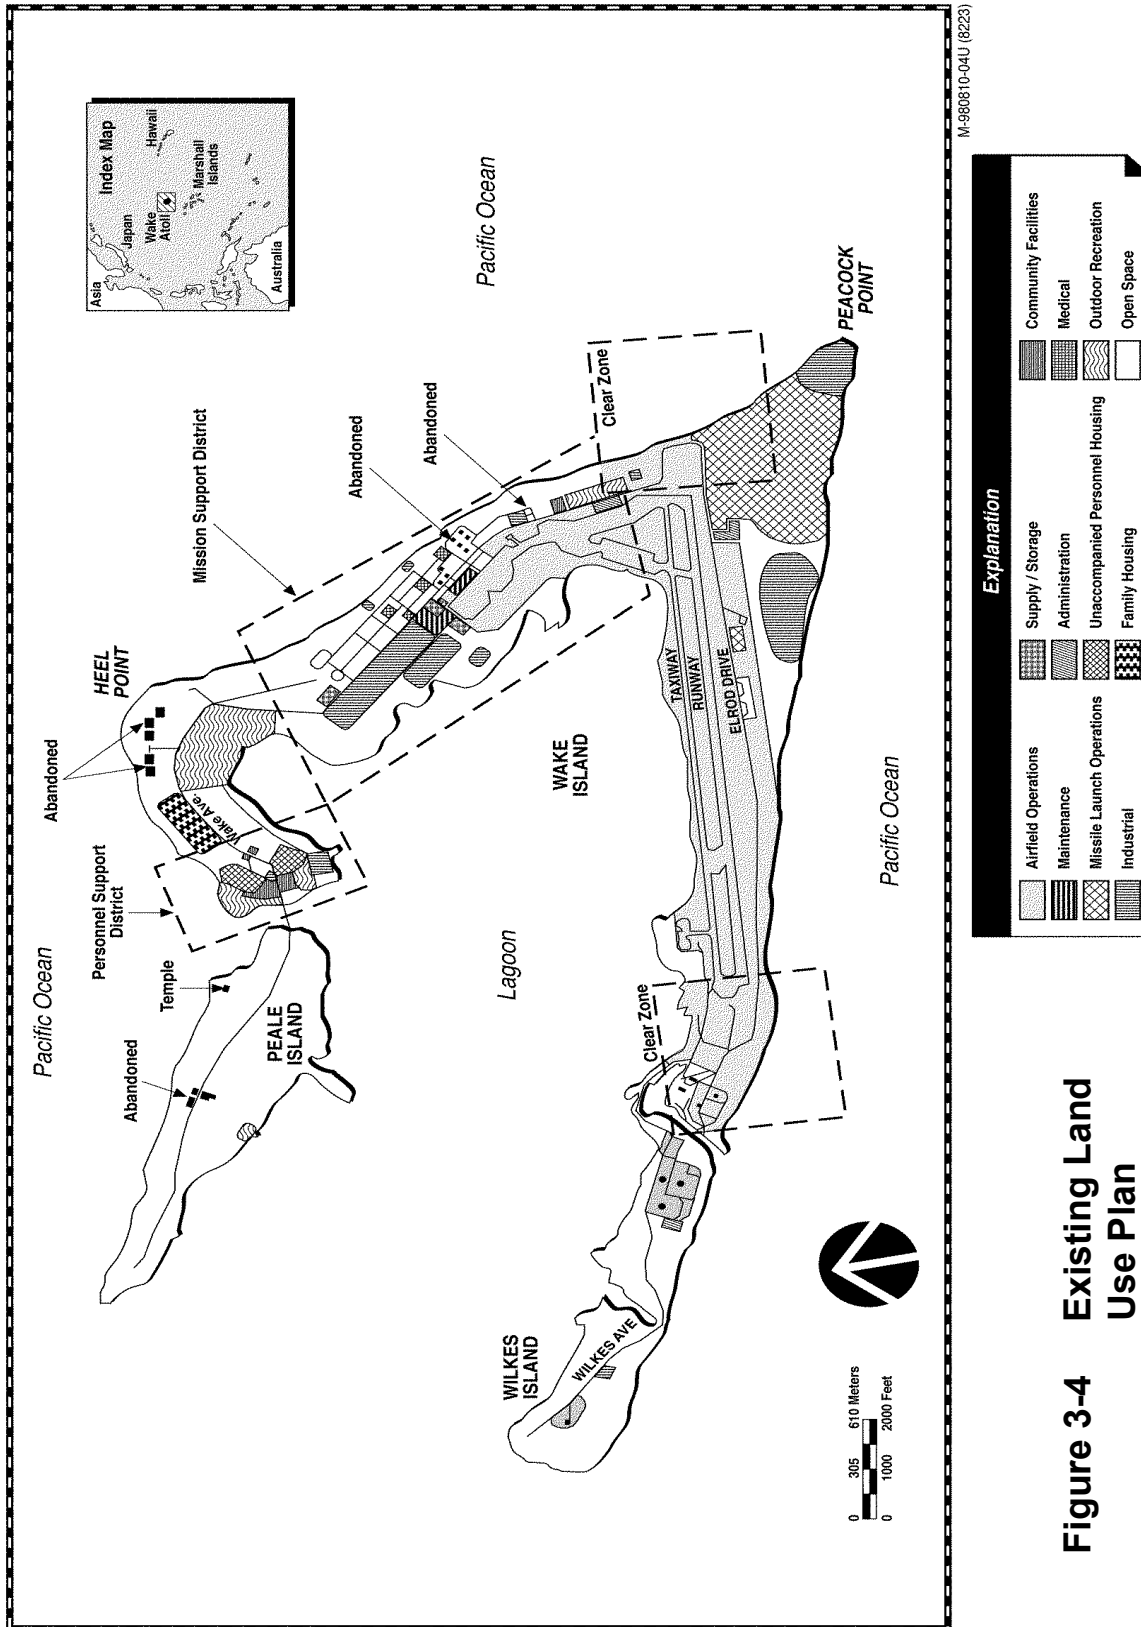 Index Map
Asia
Japan
Wake
Atoll
Hawaii
Marshall
Islands
Australia
Pacific Ocean
Pacific Ocean
Pacific Ocean
Mission Support District
Abandoned
Abandoned
Abandoned
HEEL
POINT
Personnel Support
District
Wake Ave.
Temple
Abandoned
PEALE
ISLAND
Lagoon
WAKE
ISLAND
Clear Zone
PEACOCK
POINT
TAXIWAY
RUNWAY
ELROD DRIVE
Clear Zone
WILKES
ISLAND
WILKES AVE
0 305 610 Meters
0 1000 2000 Feet
M-980810-04U (8223)
Explanation
Airfield Operations
Maintenance
Missile Launch Operations
Industrial
Supply / Storage
Administration
Unaccompanied Personnel Housing
Family Housing
Community Facilities
Medical
Outdoor Recreation
Open Space
Figure 3-4 Existing Land
Use Plan